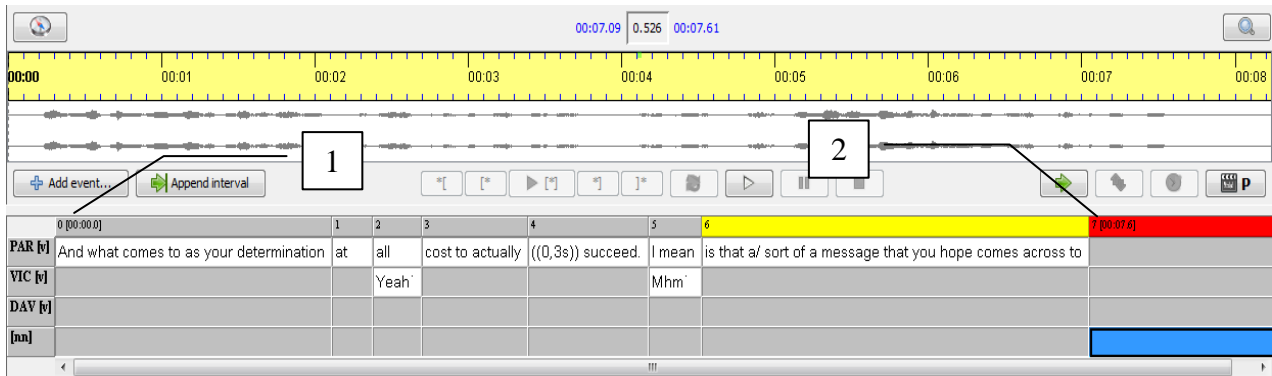 00:07.09 0.526 00:07.61
00:00 00:01 00:02 00:03 00:04 00:05 00:06 00:07 00:08
1 2
Add event... Append interval *[ [* [*] *] ]* P
0 [00:00.0] 1 2 3 4 5 6 7 [00:07.6]
PAR [v] And what comes to as your determination at all cost to actually ((0,3s)) succeed. I mean is that a/ sort of a message that you hope comes across to
VIC [v] Yeah˙ Mhm˙
DAV [v]
[nn]